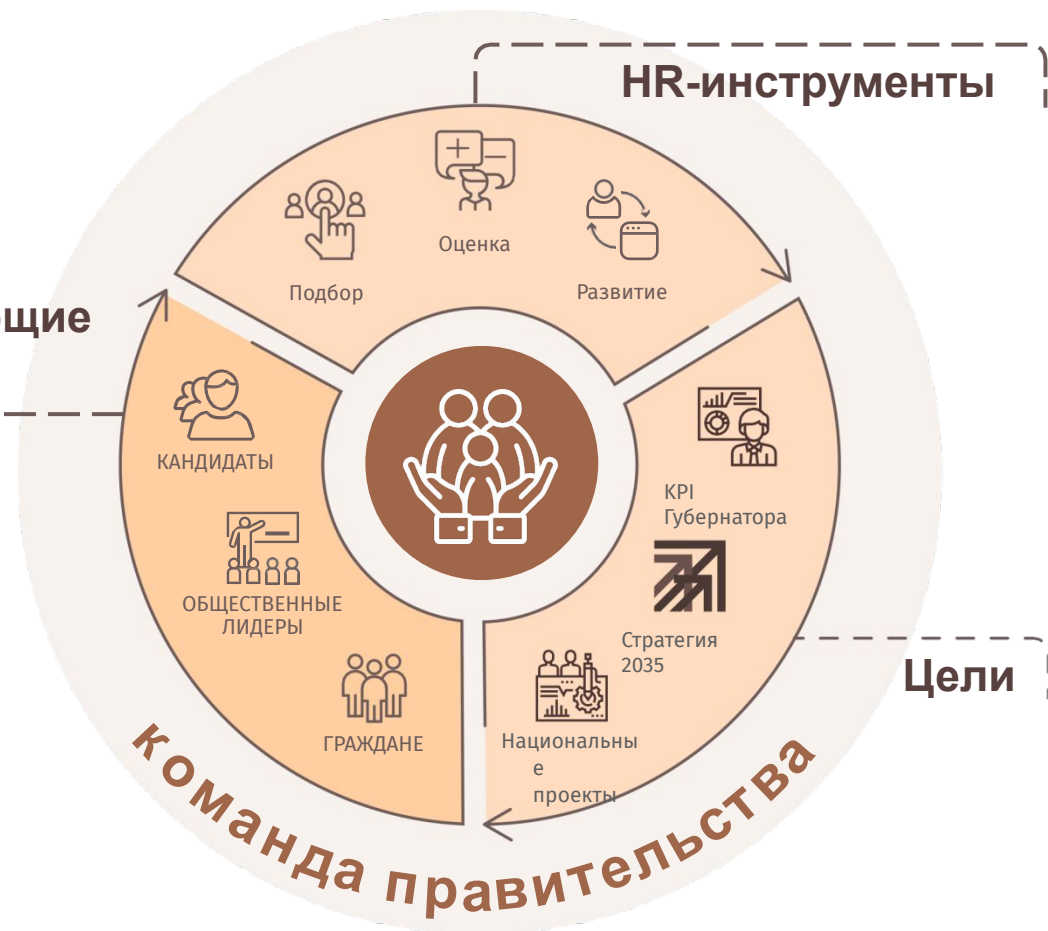 HR-инструменты
Оценка
Подбор
Развитие
щие
КАНДИДАТЫ
KPI
Губернатора
ОБЩЕСТВЕННЫЕ
ЛИДЕРЫ
Стратегия
2035
Цели
ГРАЖДАНЕ
Национальны
е
проекты
команда правительства